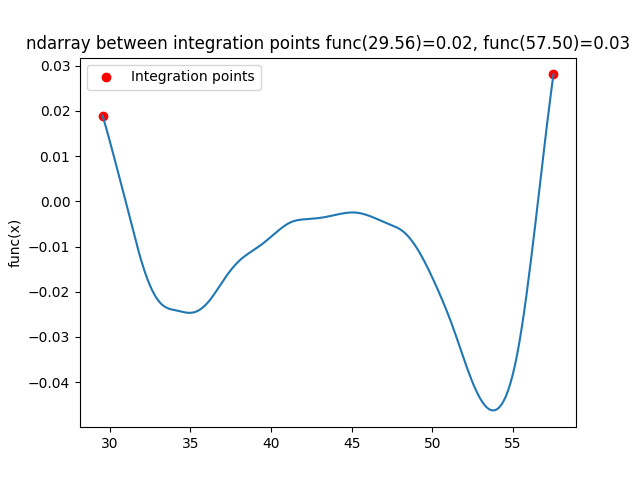 ndarray between integration points func(29.56)=0.02, func(57.50)=0.03
Integration points
func(x)
0.03
0.02
0.01
0.00
−0.01
−0.02
−0.03
−0.04
30 35 40 45 50 55